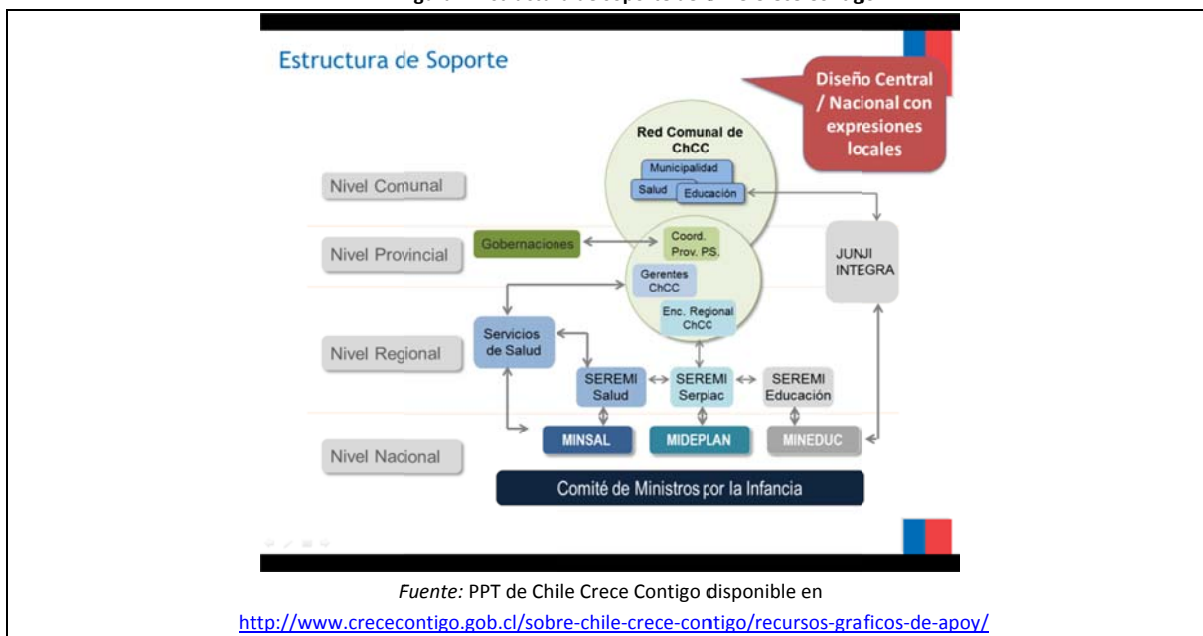 Estructura de Soporte
Diseño Central
/ Nacional con
expresiones
locales
Red Comunal de
ChCC
Municipalidad
Salud
Educación
Nivel Comunal
Nivel Provincial
Gobernaciones
Coord.
Prov. PS.
JUNJI
INTEGRA
Gerentes
ChCC
Enc. Regional
ChCC
Servicios
de Salud
Nivel Regional
SEREMI
Salud
SEREMI
Serplac
SEREMI
Educación
MINSAL
MIDEPLAN
MINEDUC
Nivel Nacional
Comité de Ministros por la Infancia
Fuente: PPT de Chile Crece Contigo disponible en
http://www.crececontigo.gob.cl/sobre-chile-crece-contigo/recursos-graficos-de-apoy/